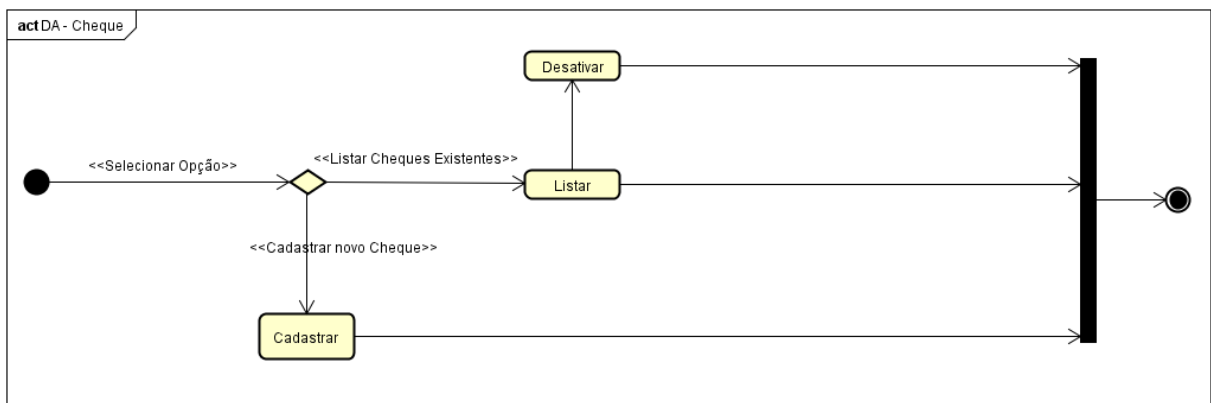 act DA - Cheque
Desativar
<<Selecionar Opção>>
<<Listar Cheques Existentes>>
Listar
<<Cadastrar novo Cheque>>
Cadastrar